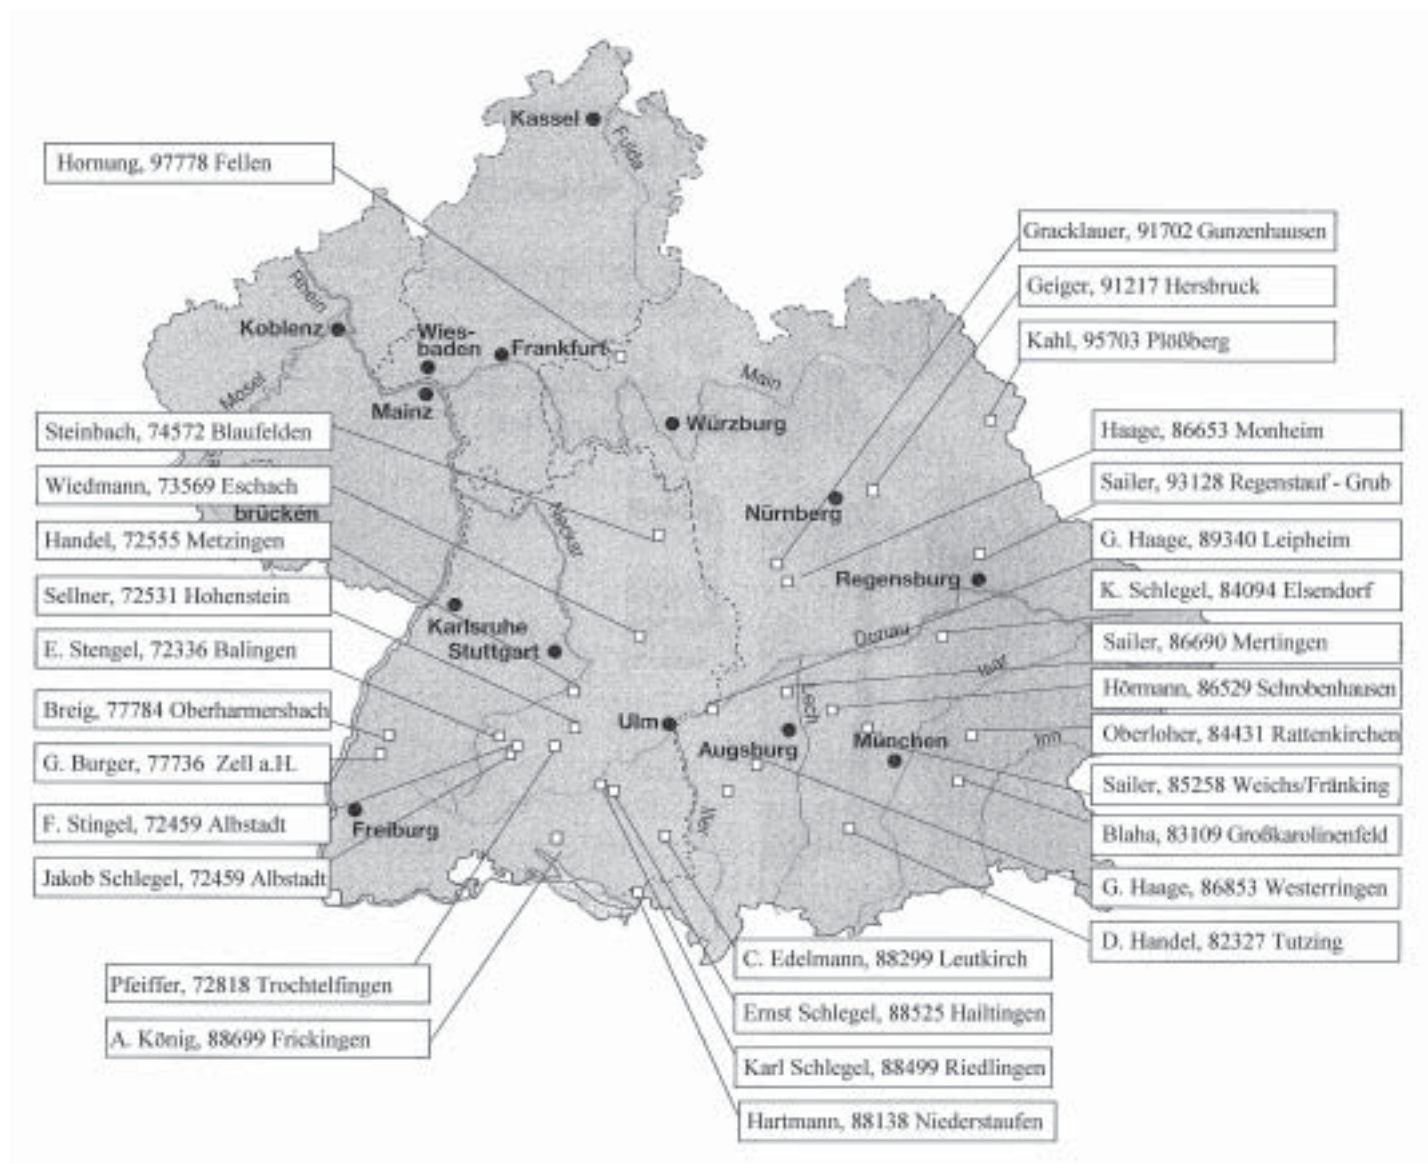 Kassel
Fulda
Hornung, 97778 Fellen
Gracklauer, 91702 Gunzenhausen
Geiger, 91217 Hersbruck
Kahl, 95703 Plößberg
Rhein
Koblenz
Wies-
baden
Frankfurt
Main
Mosel
Mainz
Würzburg
Steinbach, 74572 Blaufelden
Wiedmann, 73569 Eschach
brücken
Handel, 72555 Metzingen
Sellner, 72531 Hohenstein
E. Stengel, 72336 Balingen
Breig, 77784 Oberharmersbach
G. Burger, 77736 Zell a.H.
F. Stingel, 72459 Albstadt
Jakob Schlegel, 72459 Albstadt
Neckar
Nürnberg
Regensburg
Karlsruhe
Stuttgart
Donau
Isar
Lech
Ulm
Augsburg
München
Inn
Iller
Freiburg
Haage, 86653 Monheim
Sailer, 93128 Regenstauf - Grub
G. Haage, 89340 Leipheim
K. Schlegel, 84094 Elsendorf
Sailer, 86690 Mertingen
Hörmann, 86529 Schrobenhausen
Oberloher, 84431 Rattenkirchen
Sailer, 85258 Weichs/Fränking
Blaha, 83109 Großkarolinenfeld
G. Haage, 86853 Westerringen
D. Handel, 82327 Tutzing
Pfeiffer, 72818 Trochtelfingen
A. König, 88699 Frickingen
C. Edelmann, 88299 Leutkirch
Ernst Schlegel, 88525 Hailtingen
Karl Schlegel, 88499 Riedlingen
Hartmann, 88138 Niederstaufen